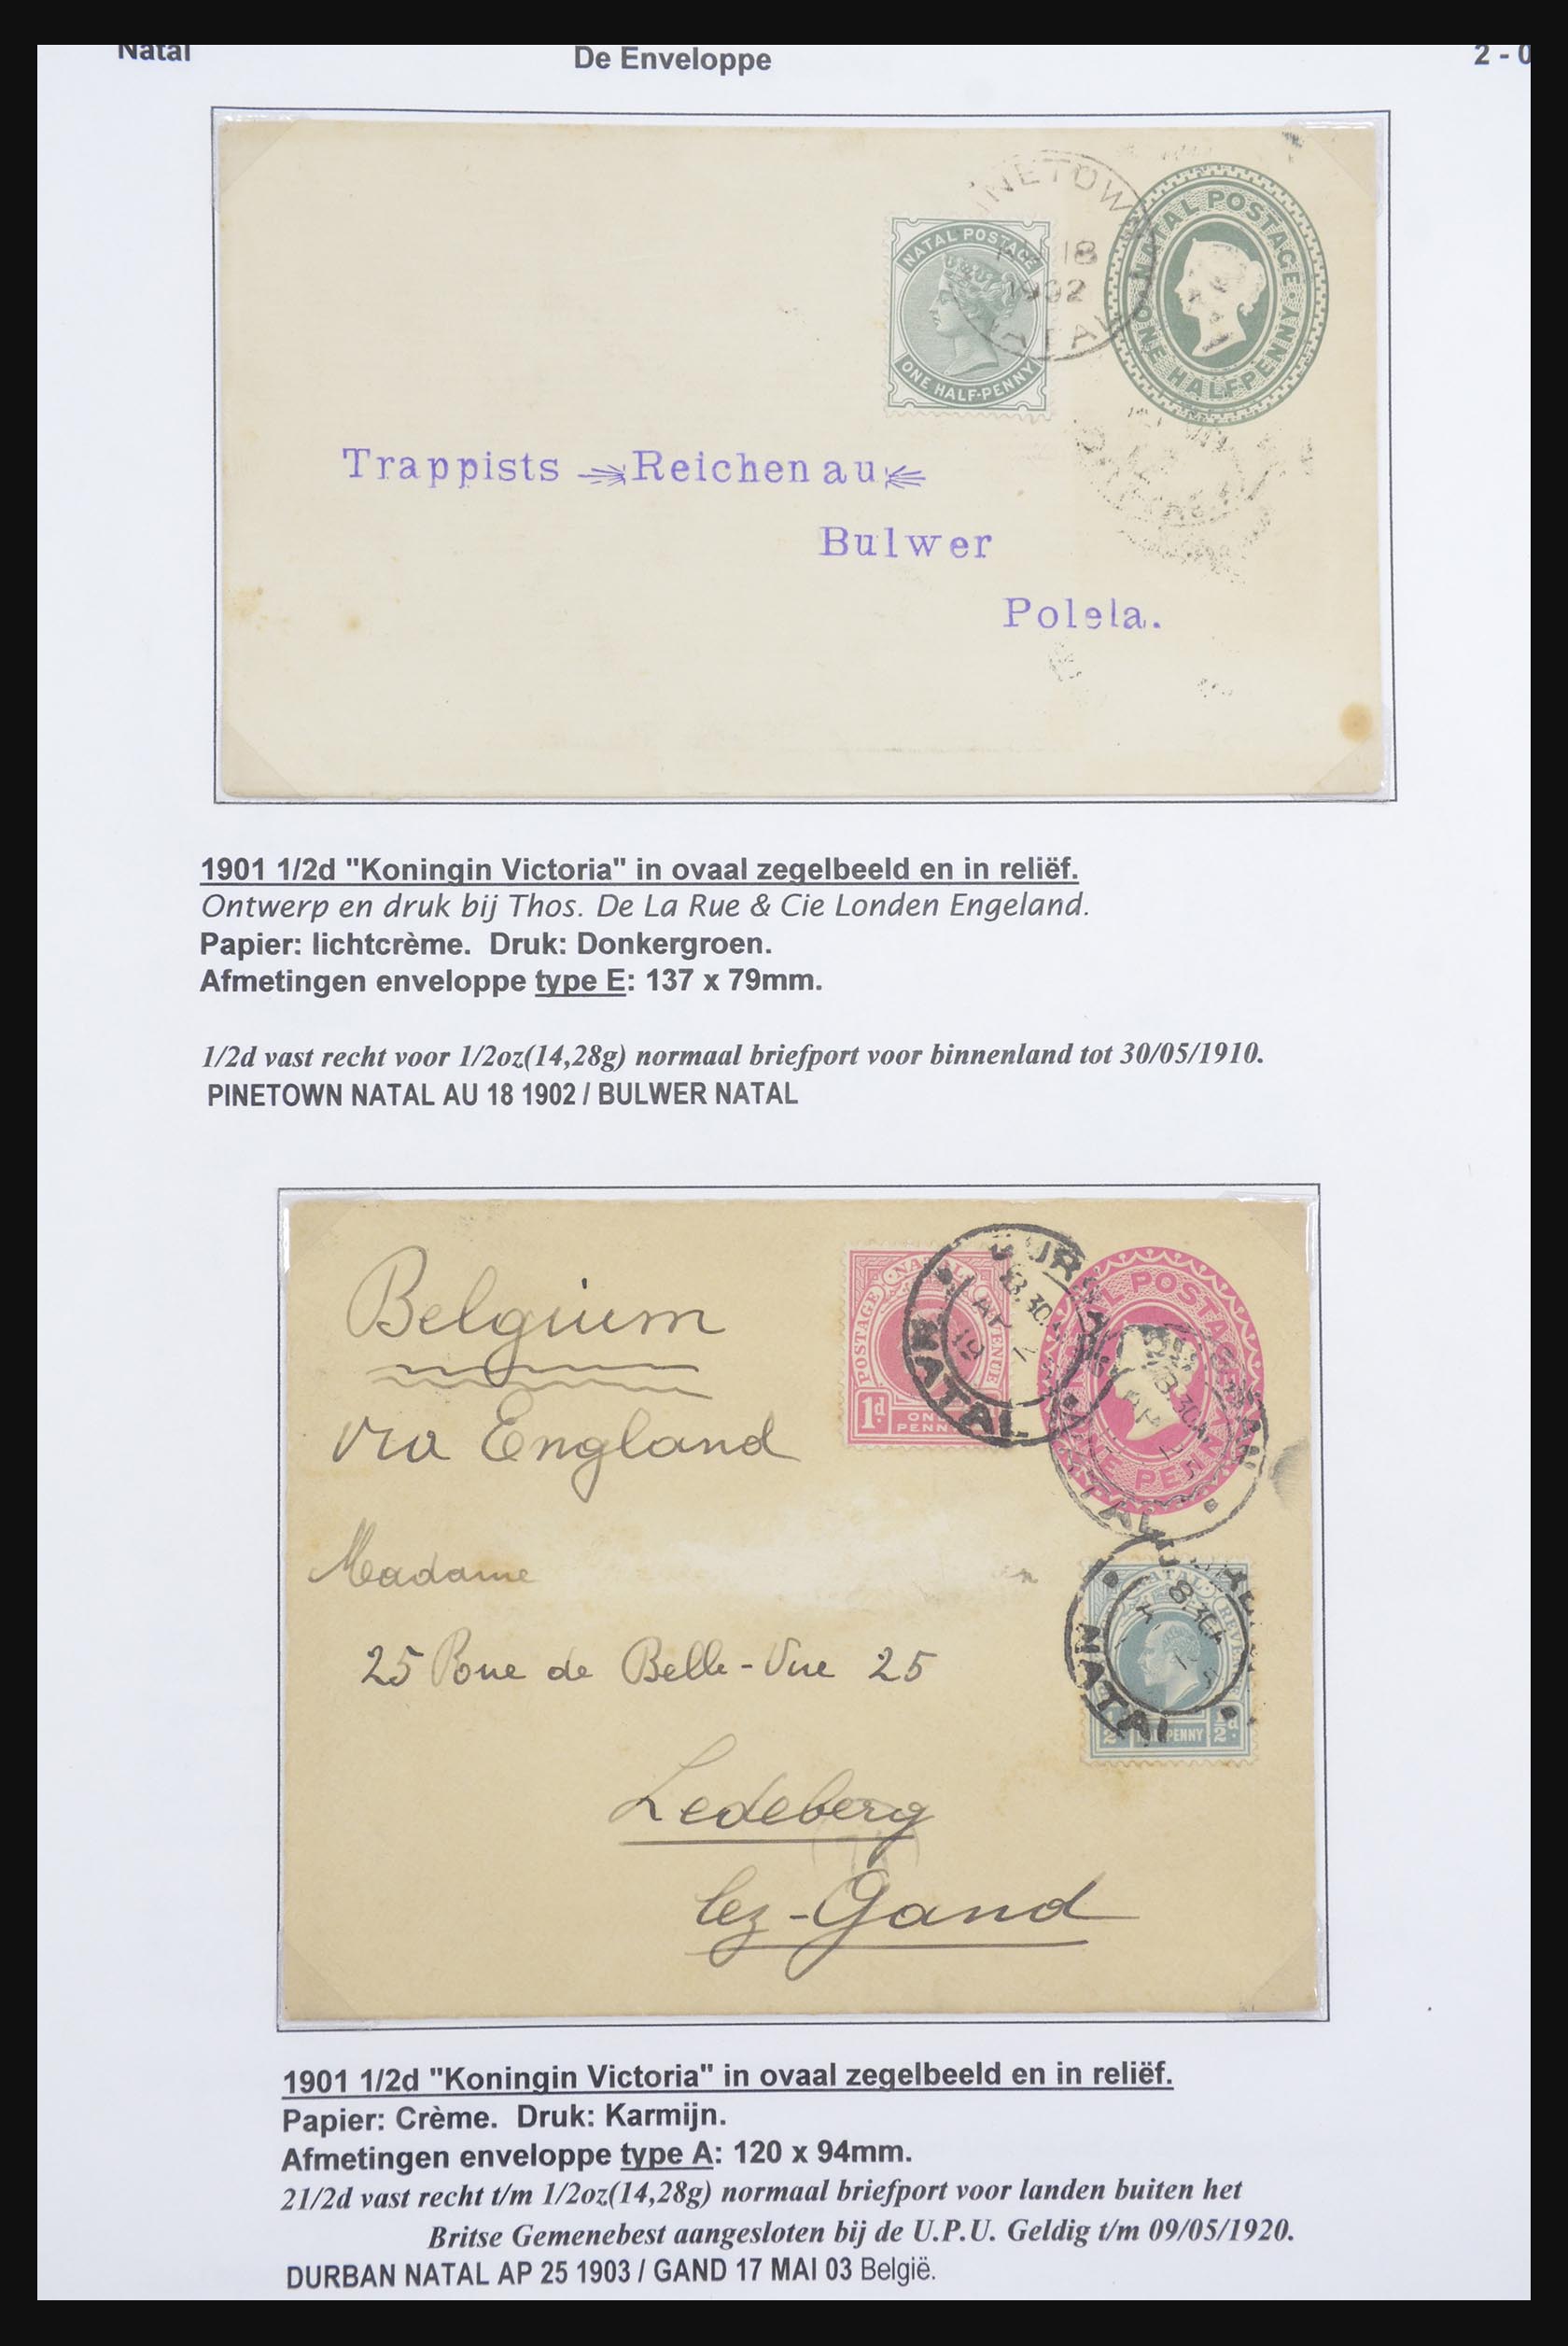 Natal De Enveloppe 2 - 0
NATAL POSTAGE
ONE HALF-PENNY
NATAL POSTAGE
ONE HALFPENNY
18
1902
Trappists Reichenau
Bulwer
Polela.
1901 1/2d "Koningin Victoria" in ovaal zegelbeeld en in reliëf.
Ontwerp en druk bij Thos. De La Rue & Cie Londen Engeland.
Papier: lichtcrème. Druk: Donkergroen.
Afmetingen enveloppe type E: 137 x 79mm.
1/2d vast recht voor 1/2oz(14,28g) normaal briefport voor binnenland tot 30/05/1910.
PINETOWN NATAL AU 18 1902 / BULWER NATAL
Belgium
via England
POSTAGE NATAL
1d
NATAL
POSTAGE
NATAL
Madame
25 Rue de Belle-Vue 25
NATAL
Ledeberg
lez-Gand
1901 1/2d "Koningin Victoria" in ovaal zegelbeeld en in reliëf.
Papier: Crème. Druk: Karmijn.
Afmetingen enveloppe type A: 120 x 94mm.
21/2d vast recht t/m 1/2oz(14,28g) normaal briefport voor landen buiten het
Britse Gemenebest aangesloten bij de U.P.U. Geldig t/m 09/05/1920.
DURBAN NATAL AP 25 1903 / GAND 17 MAI 03 België.